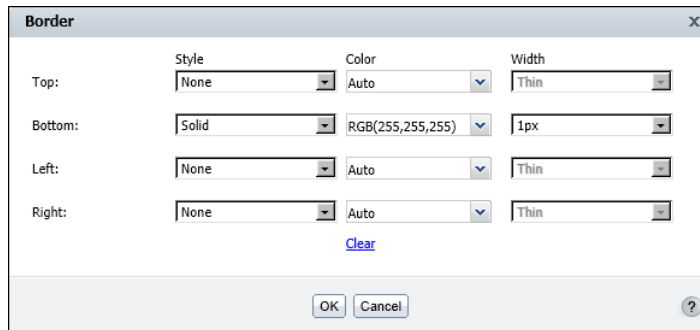 Border x
Style Color Width
Top: None Auto Thin
Bottom: Solid RGB(255,255,255) 1px
Left: None Auto Thin
Right: None Auto Thin
Clear
OK Cancel ?